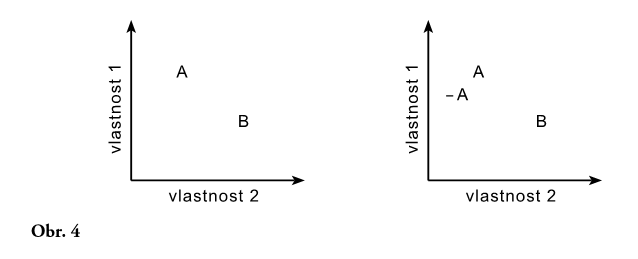 A
B
vlastnost 1
vlastnost 2
A
– A
B
vlastnost 1
vlastnost 2
Obr. 4